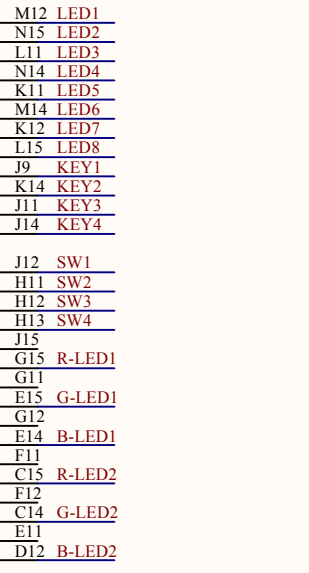 M12 LED1
N15 LED2
L11 LED3
N14 LED4
K11 LED5
M14 LED6
K12 LED7
L15 LED8
J9 KEY1
K14 KEY2
J11 KEY3
J14 KEY4
J12 SW1
H11 SW2
H12 SW3
H13 SW4
J15
G15 R-LED1
G11
E15 G-LED1
G12
E14 B-LED1
F11
C15 R-LED2
F12
C14 G-LED2
E11
D12 B-LED2